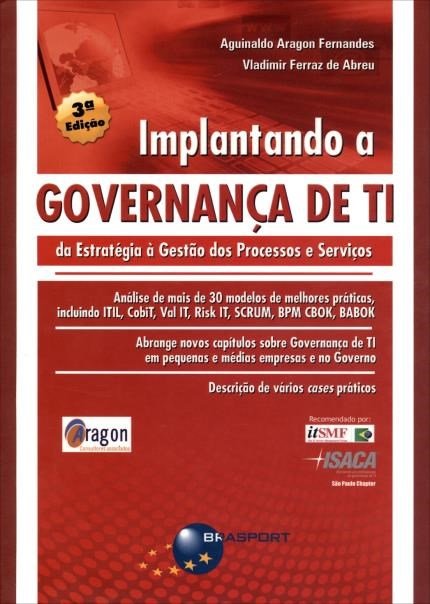 Aguinaldo Aragon Fernandes
Vladimir Ferraz de Abreu
3ª
Edição
Implantando a
GOVERNANÇA DE TI
da Estratégia à Gestão dos Processos e Serviços
Análise de mais de 30 modelos de melhores práticas,
incluindo ITIL, CobiT, Val IT, Risk IT, SCRUM, BPM CBOK, BABOK
Abrange novos capítulos sobre Governança de TI
em pequenas e médias empresas e no Governo
Descrição de vários cases práticos
Aragon
Consultores associados
Recomendado por:
itSMF
ISACA
São Paulo Chapter
BRASPORT